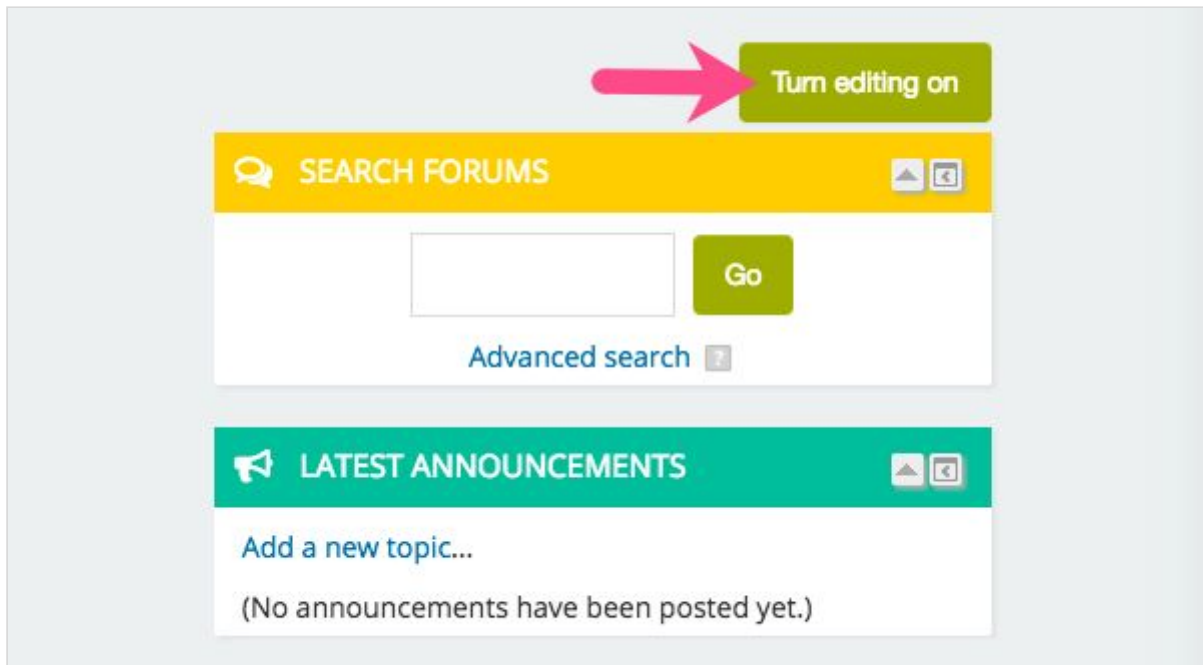 Turn editing on
SEARCH FORUMS
Go
Advanced search ?
LATEST ANNOUNCEMENTS
Add a new topic...
(No announcements have been posted yet.)